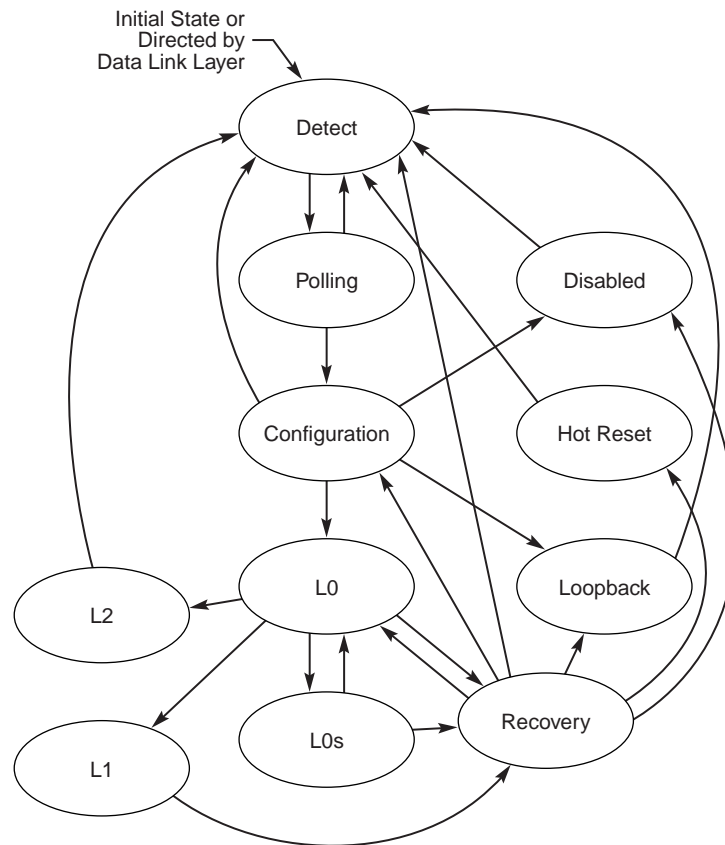 Initial State or
Directed by
Data Link Layer
Detect
Polling
Disabled
Configuration
Hot Reset
L0
Loopback
L2
Recovery
L0s
L1